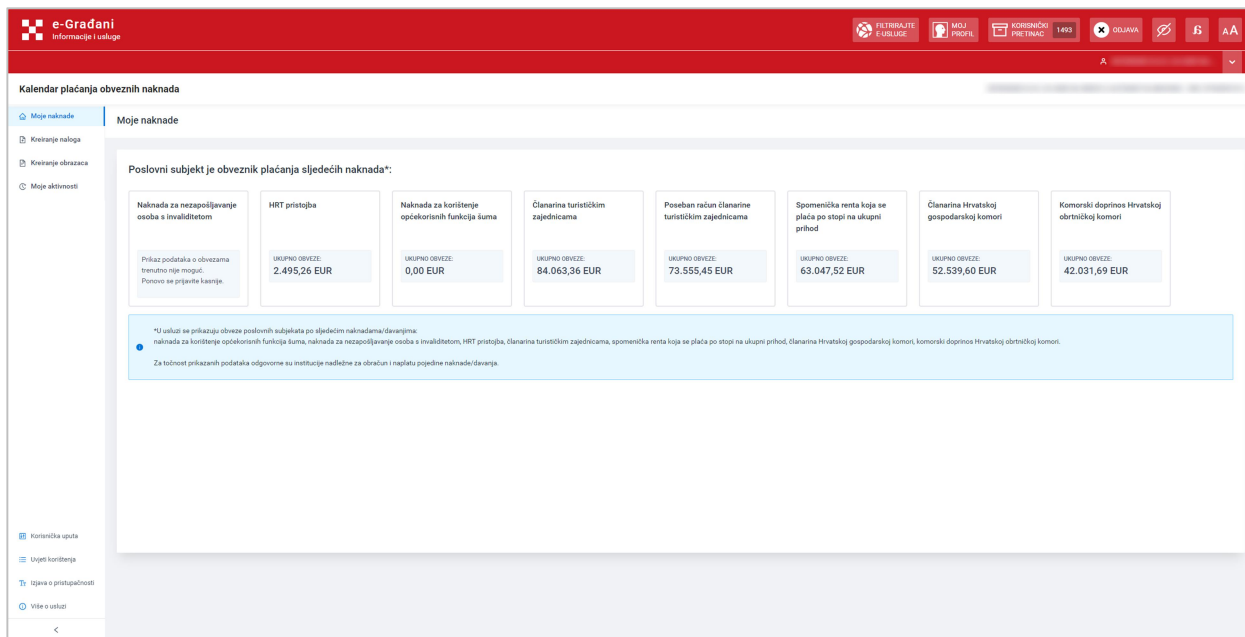 e-Građani
Informacije i usluge
FILTRIRAJTE
E-USLUGE
MOJ
PROFIL
KORISNIČKI
PRETINAC
1493
ODJAVA
AA
Kalendar plaćanja obveznih naknada
Moje naknade
Kreiranje naloga
Kreiranje obrazaca
Moje aktivnosti
Moje naknade
Poslovni subjekt je obveznik plaćanja sljedećih naknada*:
Naknada za nezapošljavanje
osoba s invaliditetom
Prikaz podataka o obvezama
trenutno nije moguć.
Ponovo se prijavite kasnije.
HRT pristojba
UKUPNO OBVEZE:
2.495,26 EUR
Naknada za korištenje
općekorisnih funkcija šuma
UKUPNO OBVEZE:
0,00 EUR
Članarina turističkim
zajednicama
UKUPNO OBVEZE:
84.063,36 EUR
Poseban račun članarine
turističkim zajednicama
UKUPNO OBVEZE:
73.555,45 EUR
Spomenička renta koja se
plaća po stopi na ukupni
prihod
UKUPNO OBVEZE:
63.047,52 EUR
Članarina Hrvatskoj
gospodarskoj komori
UKUPNO OBVEZE:
52.539,60 EUR
Komorski doprinos Hrvatskoj
obrtničkoj komori
UKUPNO OBVEZE:
42.031,69 EUR
*U usluzi se prikazuju obveze poslovnih subjekata po sljedećim naknadama/davanjima:
naknada za korištenje općekorisnih funkcija šuma, naknada za nezapošljavanje osoba s invaliditetom, HRT pristojba, članarina turističkim zajednicama, spomenička renta koja se plaća po stopi na ukupni prihod, članarina Hrvatskoj gospodarskoj komori, komorski doprinos Hrvatskoj obrtničkoj komori.
Za točnost prikazanih podataka odgovorne su institucije nadležne za obračun i naplatu pojedine naknade/davanja.
Korisnička uputa
Uvjeti korištenja
Izjava o pristupačnosti
Više o usluzi